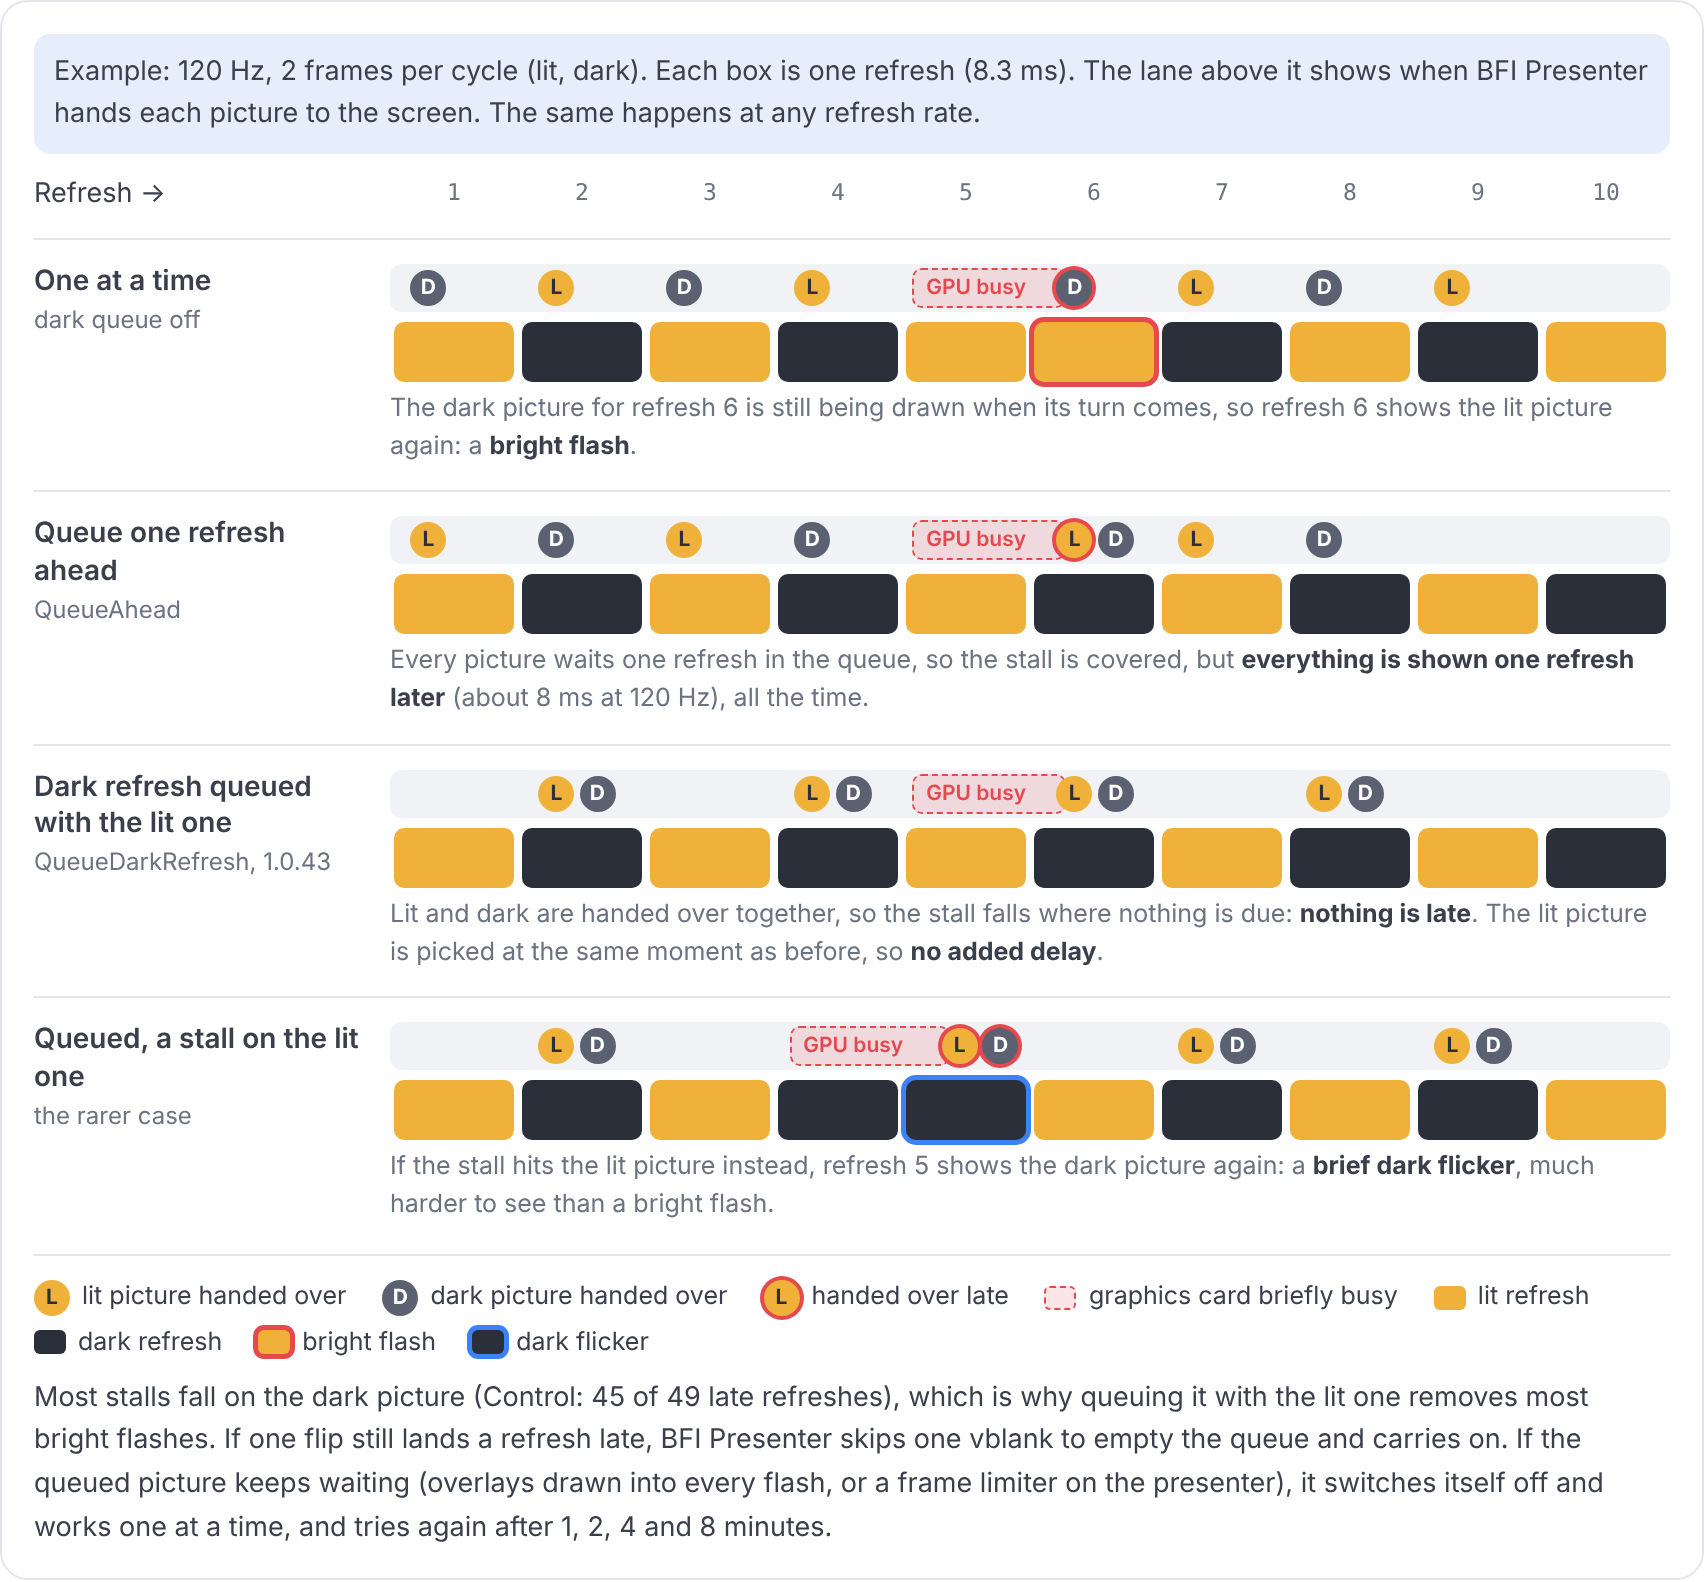 Example: 120 Hz, 2 frames per cycle (lit, dark). Each box is one refresh (8.3 ms). The lane above it shows when BFI Presenter
hands each picture to the screen. The same happens at any refresh rate.
Refresh → 1 2 3 4 5 6 7 8 9 10
One at a time
dark queue off
D L D L GPU busy D L D L
The dark picture for refresh 6 is still being drawn when its turn comes, so refresh 6 shows the lit picture
again: a bright flash.
Queue one refresh
ahead
QueueAhead
L D L D GPU busy L D L D
Every picture waits one refresh in the queue, so the stall is covered, but everything is shown one refresh
later (about 8 ms at 120 Hz), all the time.
Dark refresh queued
with the lit one
QueueDarkRefresh, 1.0.43
L D L D GPU busy L D L D
Lit and dark are handed over together, so the stall falls where nothing is due: nothing is late. The lit picture
is picked at the same moment as before, so no added delay.
Queued, a stall on the lit
one
the rarer case
L D GPU busy L D L D L D
If the stall hits the lit picture instead, refresh 5 shows the dark picture again: a brief dark flicker, much
harder to see than a bright flash.
L lit picture handed over D dark picture handed over L handed over late graphics card briefly busy lit refresh
dark refresh bright flash dark flicker
Most stalls fall on the dark picture (Control: 45 of 49 late refreshes), which is why queuing it with the lit one removes most
bright flashes. If one flip still lands a refresh late, BFI Presenter skips one vblank to empty the queue and carries on. If the
queued picture keeps waiting (overlays drawn into every flash, or a frame limiter on the presenter), it switches itself off and
works one at a time, and tries again after 1, 2, 4 and 8 minutes.